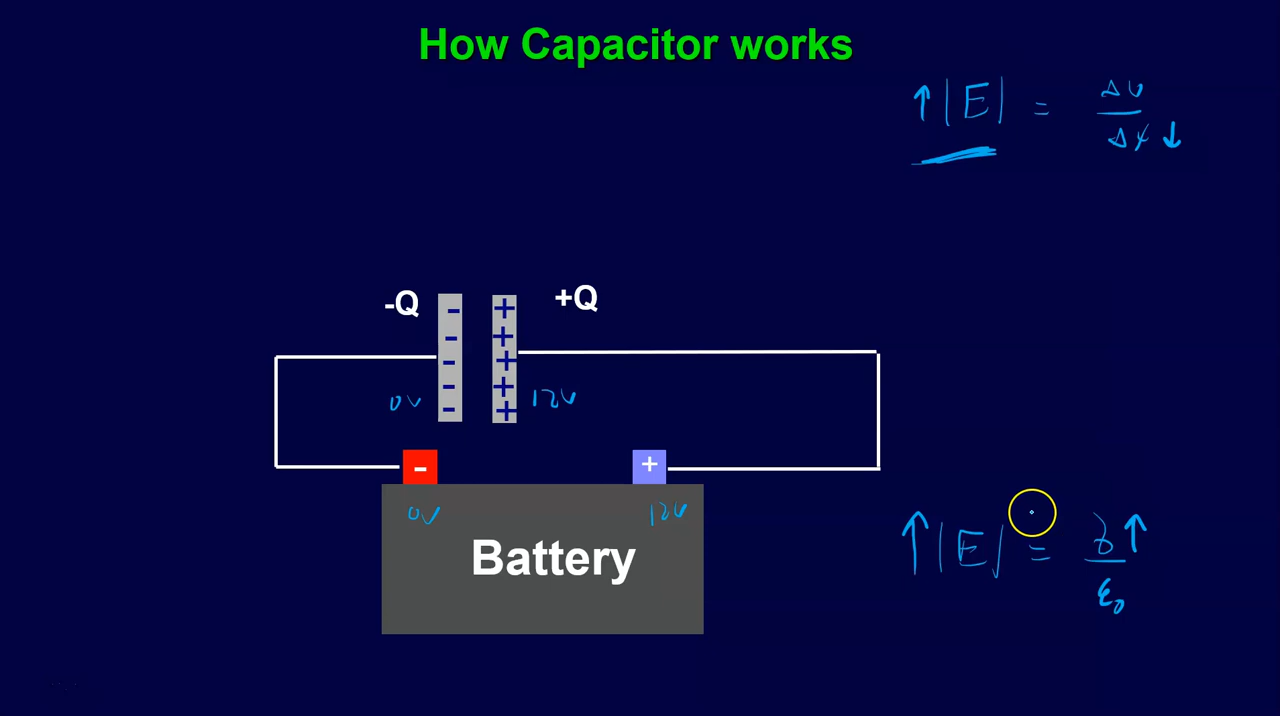 How Capacitor works
↑|E| = ΔV / Δx ↓
-Q
+Q
- +
- +
- +
- +
- +
0V
12V
-
+
0V
12V
Battery
↑|E| = σ↑ / ε₀